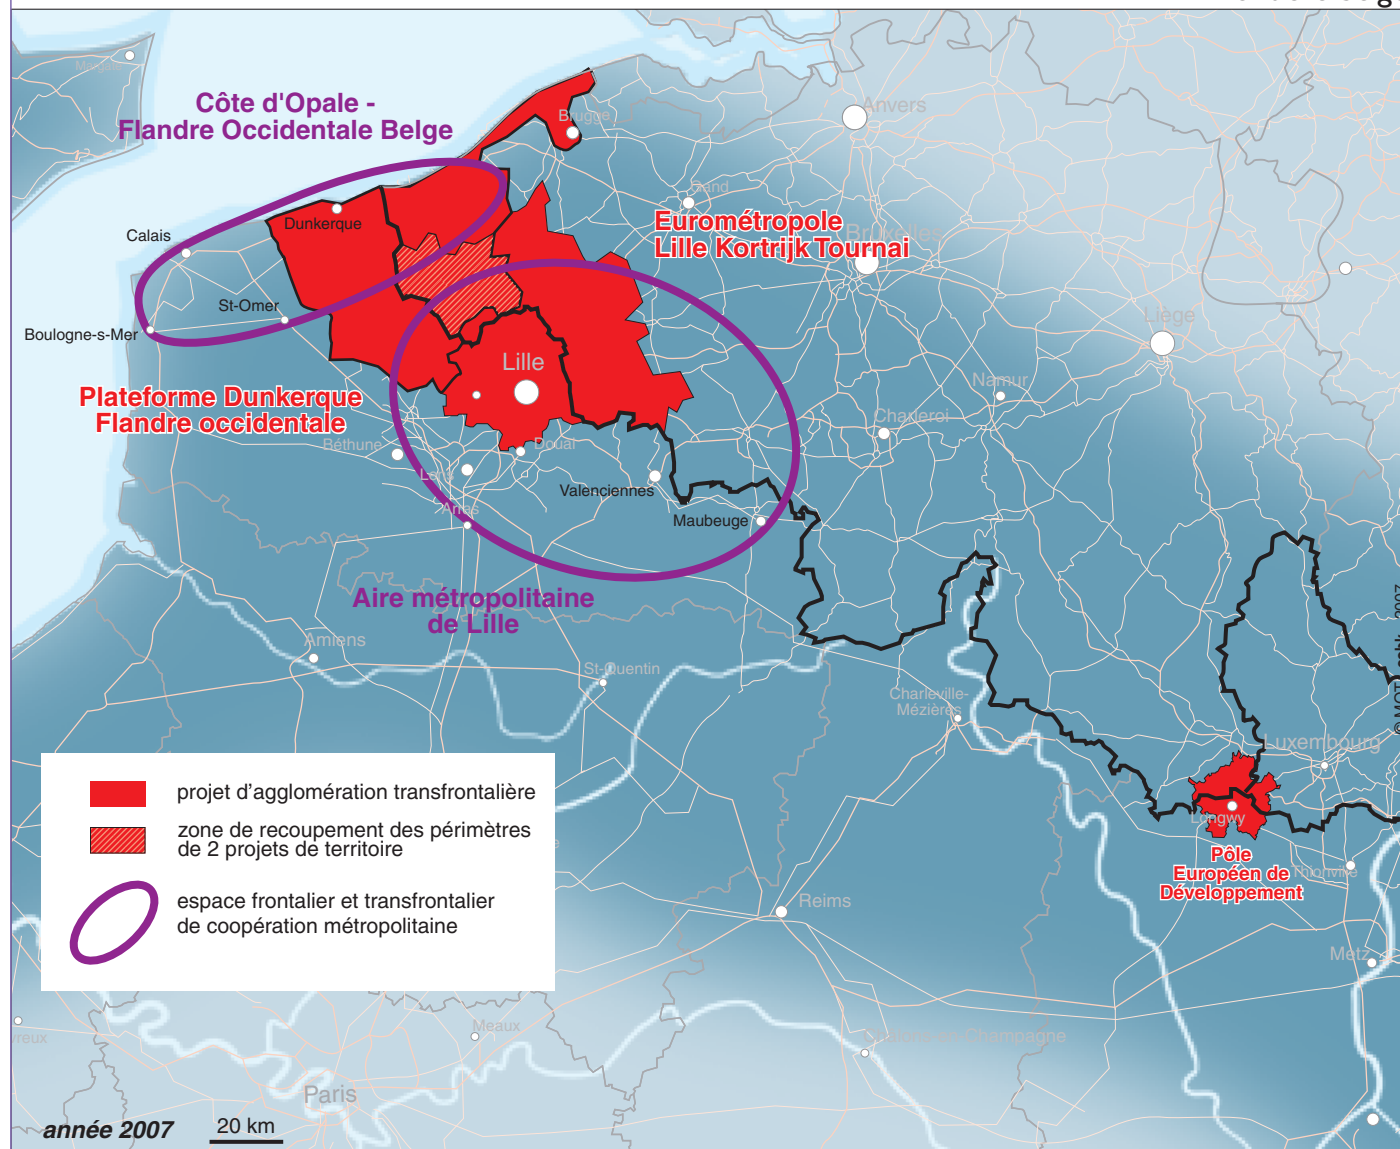 Côte d'Opale -
Flandre Occidentale Belge
Brugge
Anvers
Gand
Eurométropole
Lille Kortrijk Tournai
Bruxelles
Dunkerque
Calais
St-Omer
Boulogne-s-Mer
Liège
Lille
Namur
Plateforme Dunkerque
Flandre occidentale
Charleroi
Béthune
Douai
Lens
Valenciennes
Arras
Maubeuge
Aire métropolitaine
de Lille
Amiens
St-Quentin
Charleville-
Mézières
Luxembourg
projet d'agglomération transfrontalière
zone de recoupement des périmètres
de 2 projets de territoire
espace frontalier et transfrontalier
de coopération métropolitaine
Longwy
Pôle
Européen de
Développement
Thionville
Reims
Metz
Meaux
Châlons-en-Champagne
Paris
année 2007
20 km